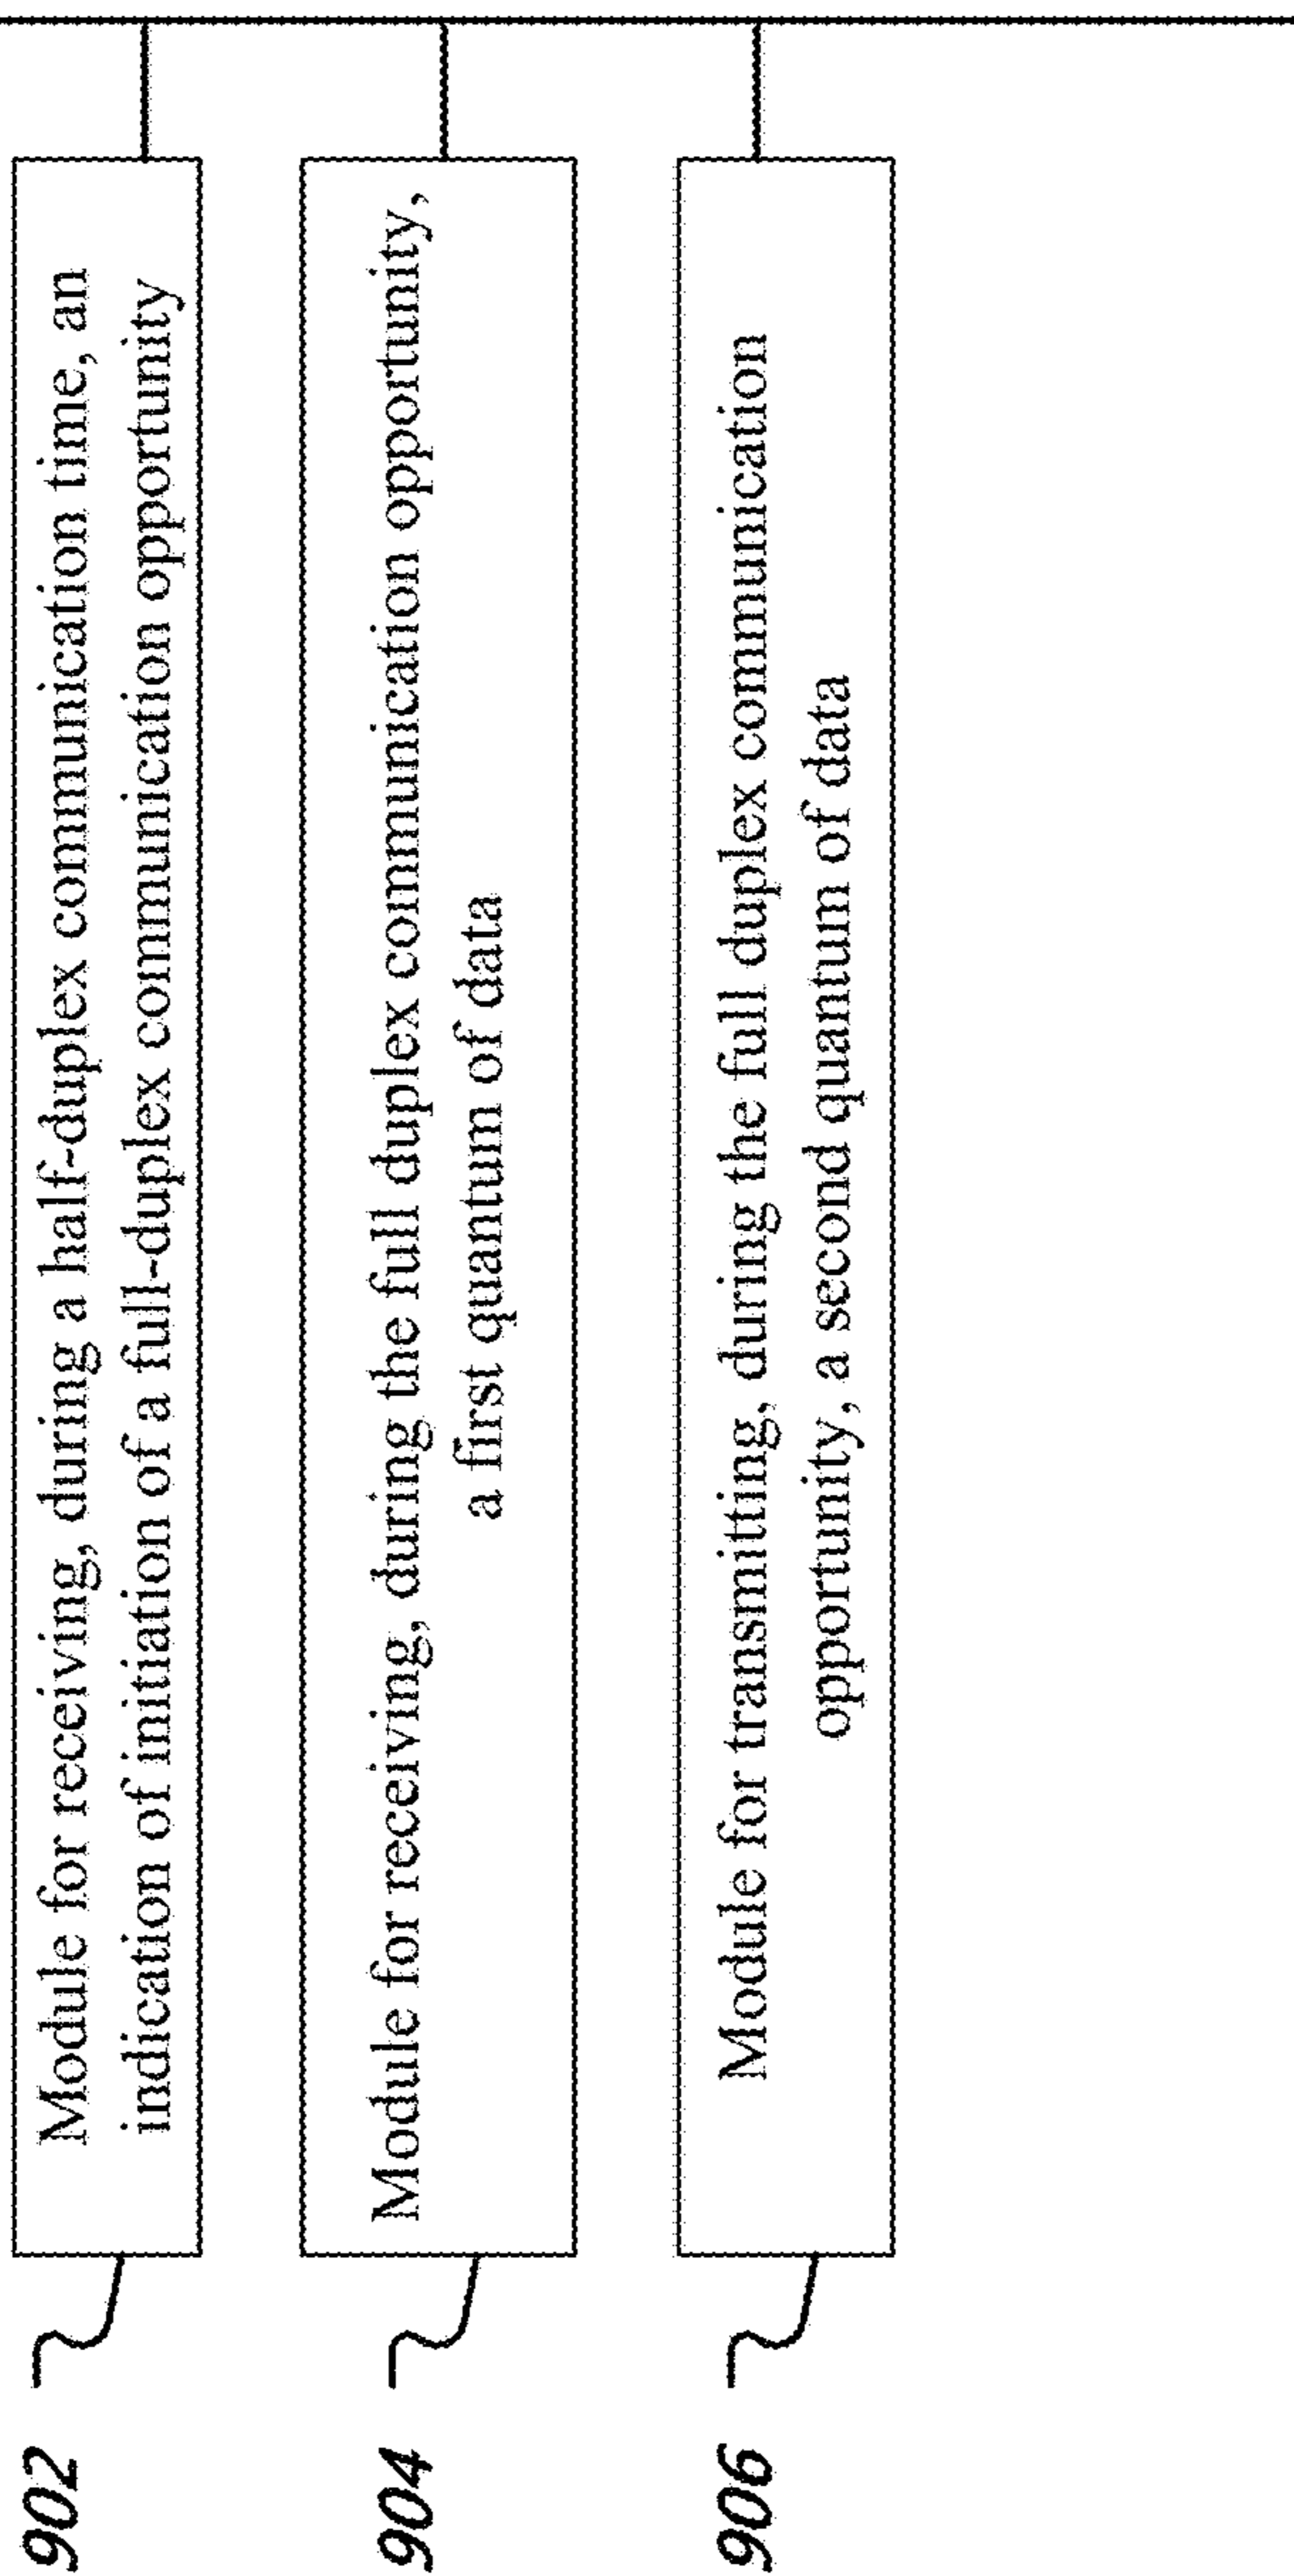 902
Module for receiving, during a half-duplex communication time, an
indication of initiation of a full-duplex communication opportunity
904
Module for receiving, during the full duplex communication opportunity,
a first quantum of data
906
Module for transmitting, during the full duplex communication
opportunity, a second quantum of data